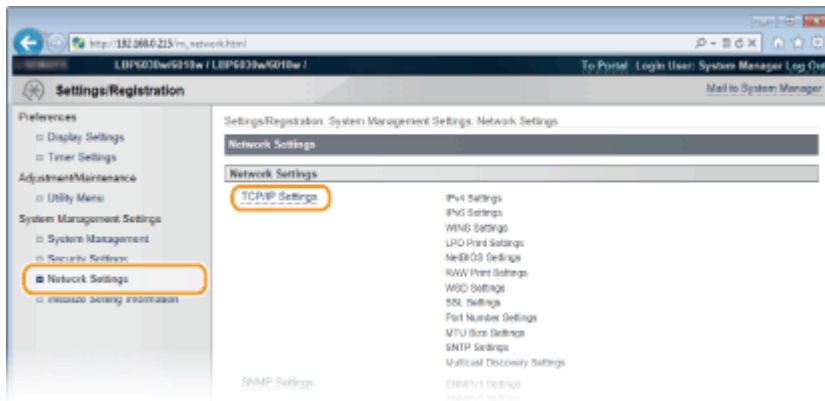 http://192.168.0.215/m_network.html
LBP6030w/6018w / LBP6030w/6018w /
To Portal Login User: System Manager Log Out
Settings/Registration
Mail to System Manager
Preferences
Display Settings
Timer Settings
Adjustment/Maintenance
Utility Menu
System Management Settings
System Management
Security Settings
Network Settings
Initialize Setting Information
Settings/Registration: System Management Settings: Network Settings
Network Settings
Network Settings
TCP/IP Settings
IPv4 Settings
IPv6 Settings
WINS Settings
LPD Print Settings
NetBIOS Settings
RAW Print Settings
WSD Settings
SSL Settings
Port Number Settings
MTU Size Settings
SNTP Settings
Multicast Discovery Settings
SNMP Settings
SNMPv1 Settings